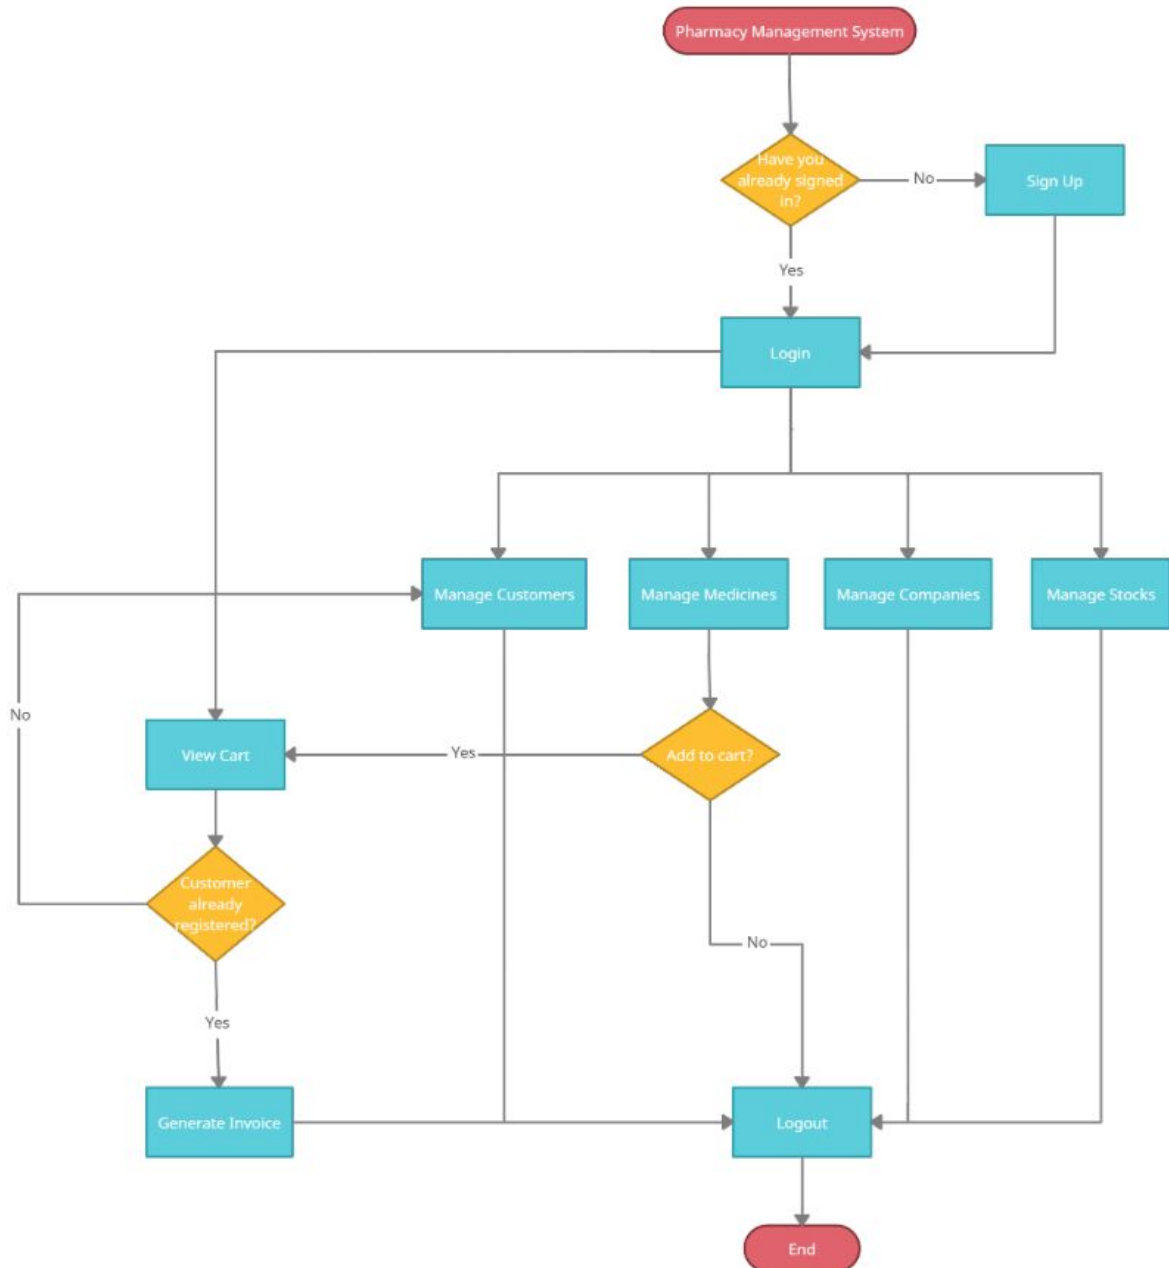 Pharmacy Management System
Have you
already signed
in?
No
Sign Up
Yes
Login
Manage Customers
Manage Medicines
Manage Companies
Manage Stocks
No
View Cart
Yes
Add to cart?
Customer
already
registered?
No
Yes
Generate Invoice
Logout
End